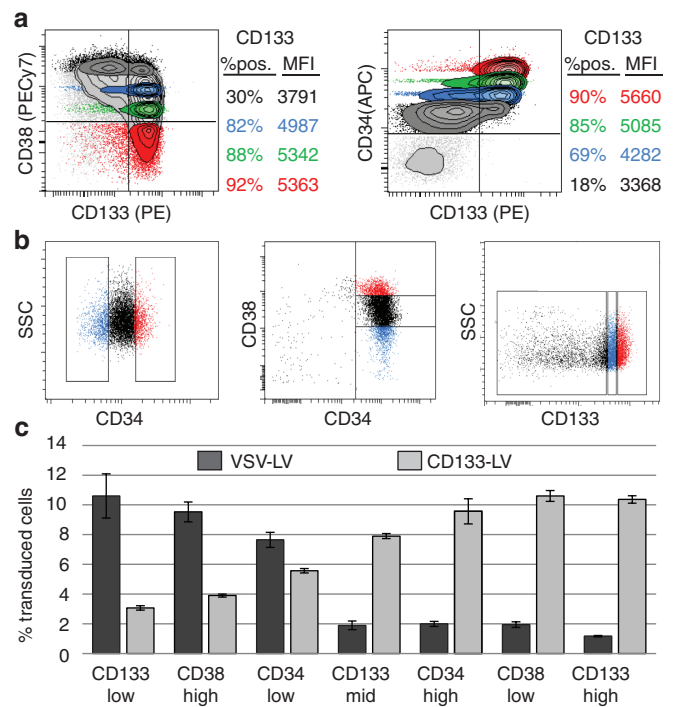 a
CD133
%pos. MFI
30% 3791
82% 4987
88% 5342
92% 5363
CD38 (PECy7)
CD133 (PE)
CD133
%pos. MFI
90% 5660
85% 5085
69% 4282
18% 3368
CD34(APC)
CD133 (PE)
b
SSC
CD34
CD38
CD34
SSC
CD133
c
14
12
10
8
6
4
2
0
% transduced cells
VSV-LV
CD133-LV
CD133 low
CD38 high
CD34 low
CD133 mid
CD34 high
CD38 low
CD133 high